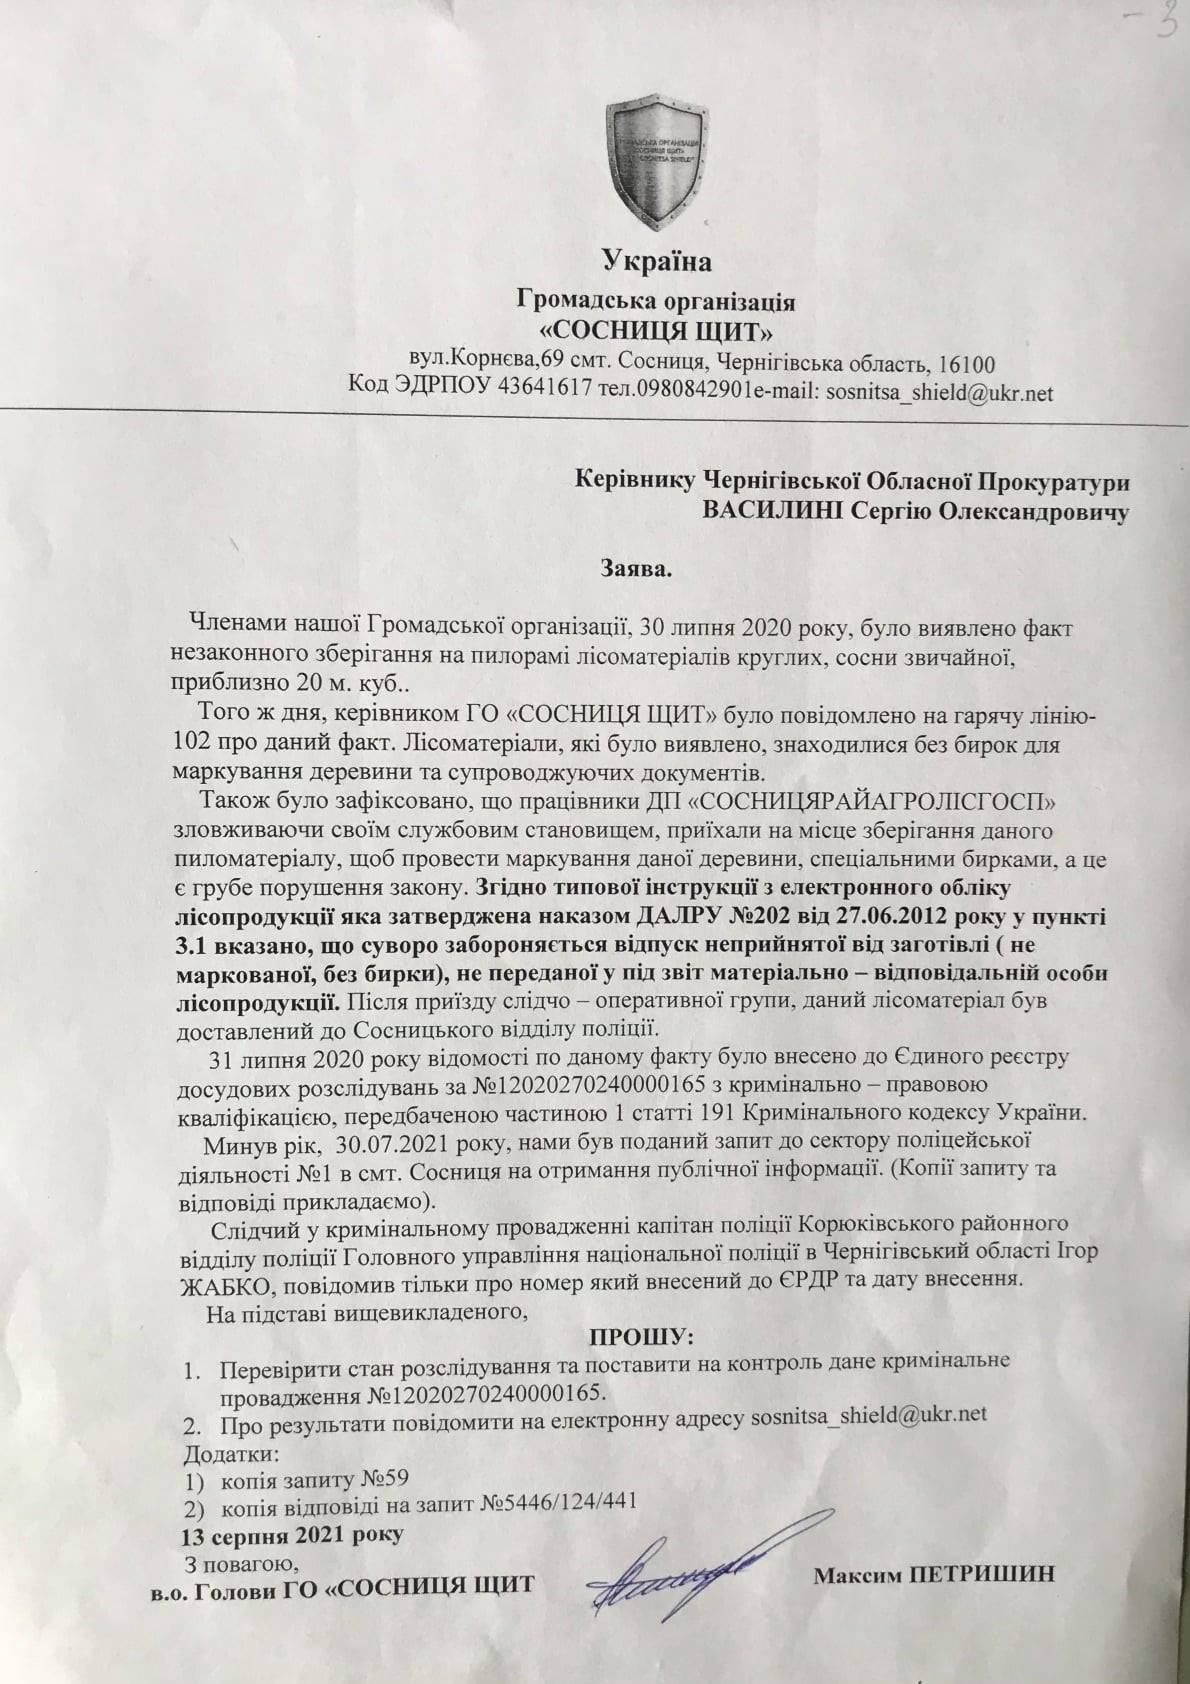 - 3
ГРОМАДСЬКА ОРГАНІЗАЦІЯ
СОСНИЦЯ ЩИТ»
SOSNITSA SHIELD"
Україна
Громадська організація
«СОСНИЦЯ ЩИТ»
вул.Корнєва,69 смт. Сосниця, Чернігівська область, 16100
Код ЭДРПОУ 43641617 тел.0980842901e-mail: sosnitsa_shield@ukr.net
Керівнику Чернігівської Обласної Прокуратури
ВАСИЛИНІ Сергію Олександровичу
Заява.
Членами нашої Громадської організації, 30 липня 2020 року, було виявлено факт
незаконного зберігання на пилорамі лісоматеріалів круглих, сосни звичайної,
приблизно 20 м. куб..
Того ж дня, керівником ГО «СОСНИЦЯ ЩИТ» було повідомлено на гарячу лінію-
102 про даний факт. Лісоматеріали, які було виявлено, знаходилися без бирок для
маркування деревини та супроводжуючих документів.
Також було зафіксовано, що працівники ДП «СОСНИЦЯРАЙАГРОЛІСГОСП»
зловживаючи своїм службовим становищем, приїхали на місце зберігання даного
пиломатеріалу, щоб провести маркування даної деревини, спеціальними бирками, а це
є грубе порушення закону. Згідно типової інструкції з електронного обліку
лісопродукції яка затверджена наказом ДАЛРУ №202 від 27.06.2012 року у пункті
3.1 вказано, що суворо забороняється відпуск неприйнятої від заготівлі ( не
маркованої, без бирки), не переданої у під звіт матеріально – відповідальній особи
лісопродукції. Після приїзду слідчо – оперативної групи, даний лісоматеріал був
доставлений до Сосницького відділу поліції.
31 липня 2020 року відомості по даному факту було внесено до Єдиного реєстру
досудових розслідувань за №12020270240000165 з кримінально – правовою
кваліфікацією, передбаченою частиною 1 статті 191 Кримінального кодексу України.
Минув рік, 30.07.2021 року, нами був поданий запит до сектору поліцейської
діяльності №1 в смт. Сосниця на отримання публічної інформації. (Копії запиту та
відповіді прикладаємо).
Слідчий у кримінальному провадженні капітан поліції Корюківського районного
відділу поліції Головного управління національної поліції в Чернігівський області Ігор
ЖАБКО, повідомив тільки про номер який внесений до ЄРДР та дату внесення.
На підставі вищевикладеного,
ПРОШУ:
1. Перевірити стан розслідування та поставити на контроль дане кримінальне
провадження №12020270240000165.
2. Про результати повідомити на електронну адресу sosnitsa_shield@ukr.net
Додатки:
1) копія запиту №59
2) копія відповіді на запит №5446/124/441
13 серпня 2021 року
З повагою,
в.о. Голови ГО «СОСНИЦЯ ЩИТ Максим ПЕТРИШИН